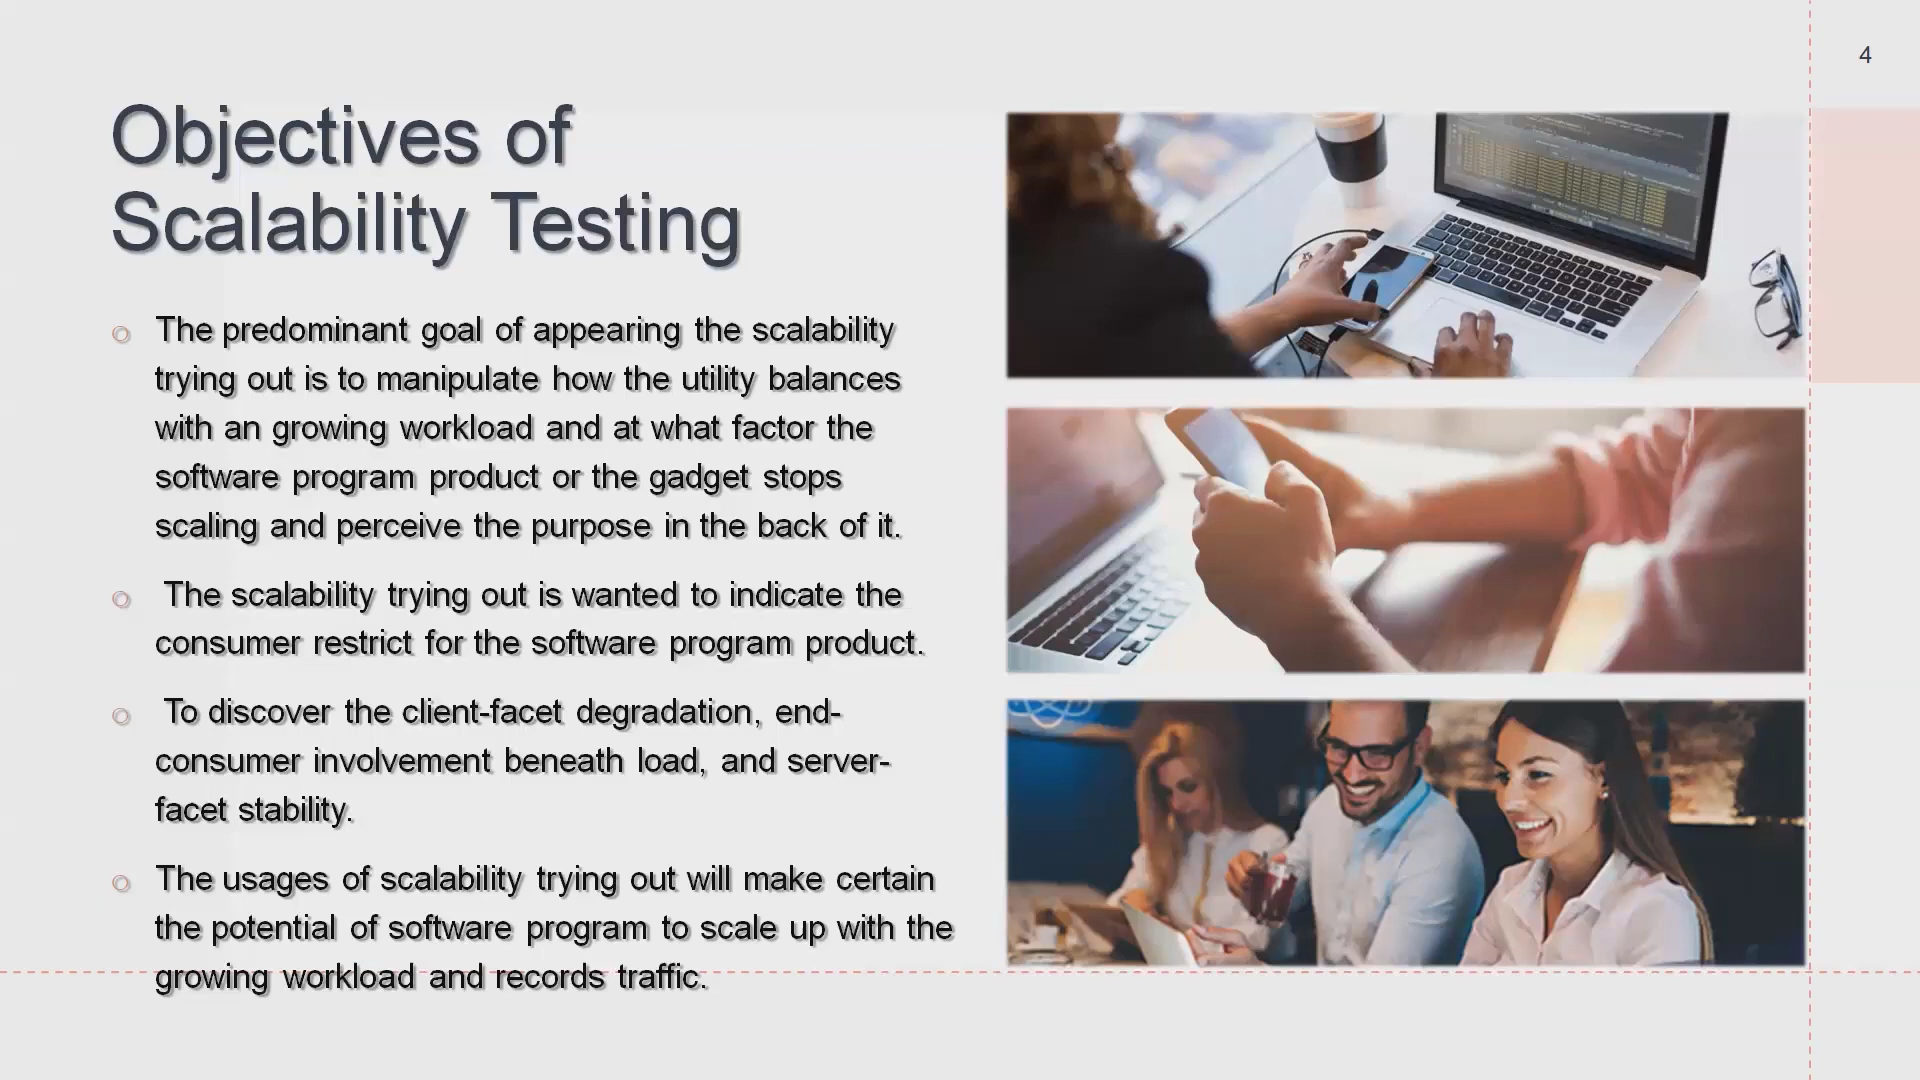 4
Objectives of
Scalability Testing
The predominant goal of appearing the scalability
trying out is to manipulate how the utility balances
with an growing workload and at what factor the
software program product or the gadget stops
scaling and perceive the purpose in the back of it.
The scalability trying out is wanted to indicate the
consumer restrict for the software program product.
To discover the client-facet degradation, end-
consumer involvement beneath load, and server-
facet stability.
The usages of scalability trying out will make certain
the potential of software program to scale up with the
growing workload and records traffic.